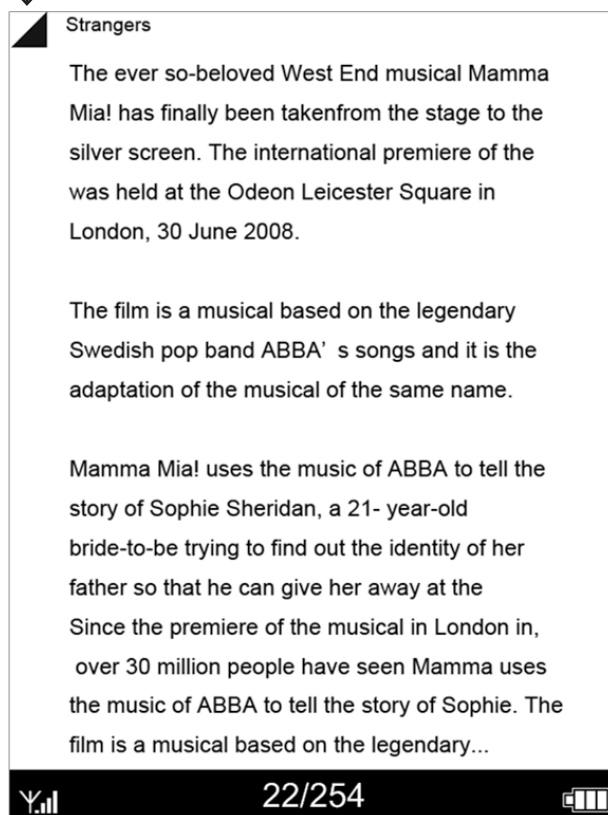 Strangers
The ever so-beloved West End musical Mamma
Mia! has finally been takenfrom the stage to the
silver screen. The international premiere of the
was held at the Odeon Leicester Square in
London, 30 June 2008.
The film is a musical based on the legendary
Swedish pop band ABBA’ s songs and it is the
adaptation of the musical of the same name.
Mamma Mia! uses the music of ABBA to tell the
story of Sophie Sheridan, a 21- year-old
bride-to-be trying to find out the identity of her
father so that he can give her away at the
Since the premiere of the musical in London in,
over 30 million people have seen Mamma uses
the music of ABBA to tell the story of Sophie. The
film is a musical based on the legendary...
22/254